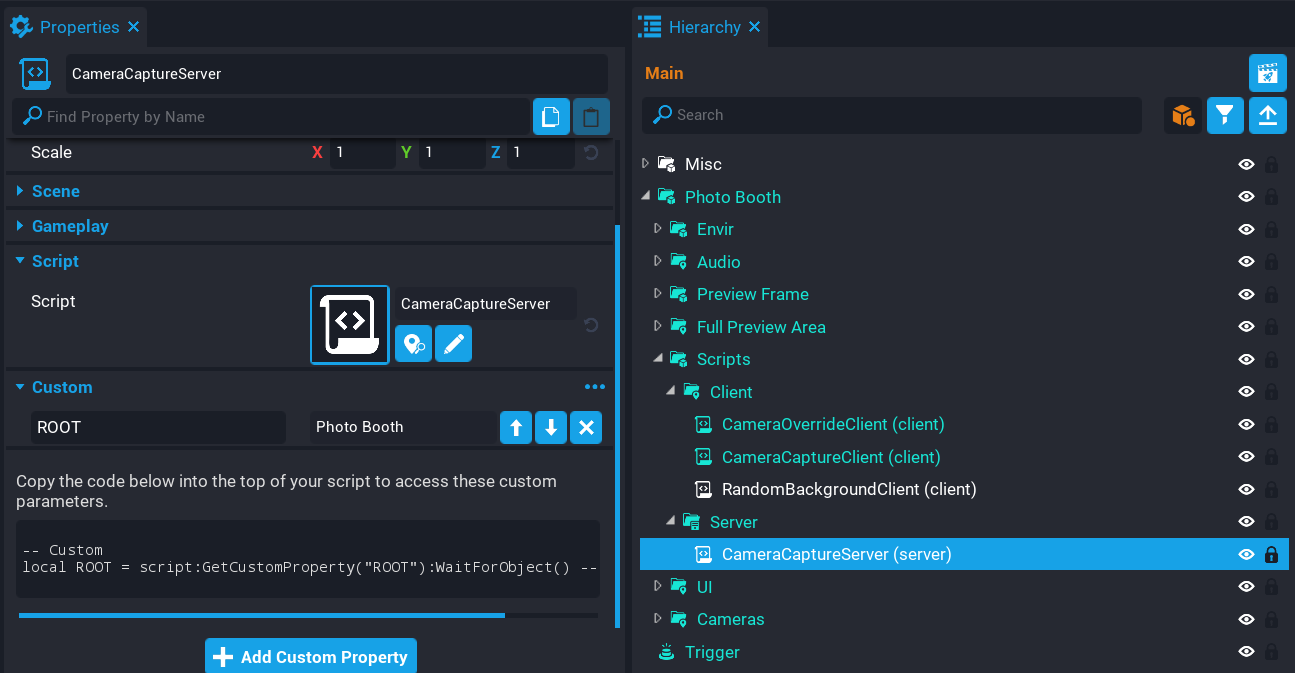 Properties
CameraCaptureServer
Find Property by Name
Scale X 1 Y 1 Z 1
Scene
Gameplay
Script
Script
CameraCaptureServer
Custom
ROOT Photo Booth
Copy the code below into the top of your script to access these custom
parameters.
-- Custom
local ROOT = script:GetCustomProperty("ROOT"):WaitForObject() --
Add Custom Property
Hierarchy
Main
Search
Misc
Photo Booth
Envir
Audio
Preview Frame
Full Preview Area
Scripts
Client
CameraOverrideClient (client)
CameraCaptureClient (client)
RandomBackgroundClient (client)
Server
CameraCaptureServer (server)
UI
Cameras
Trigger